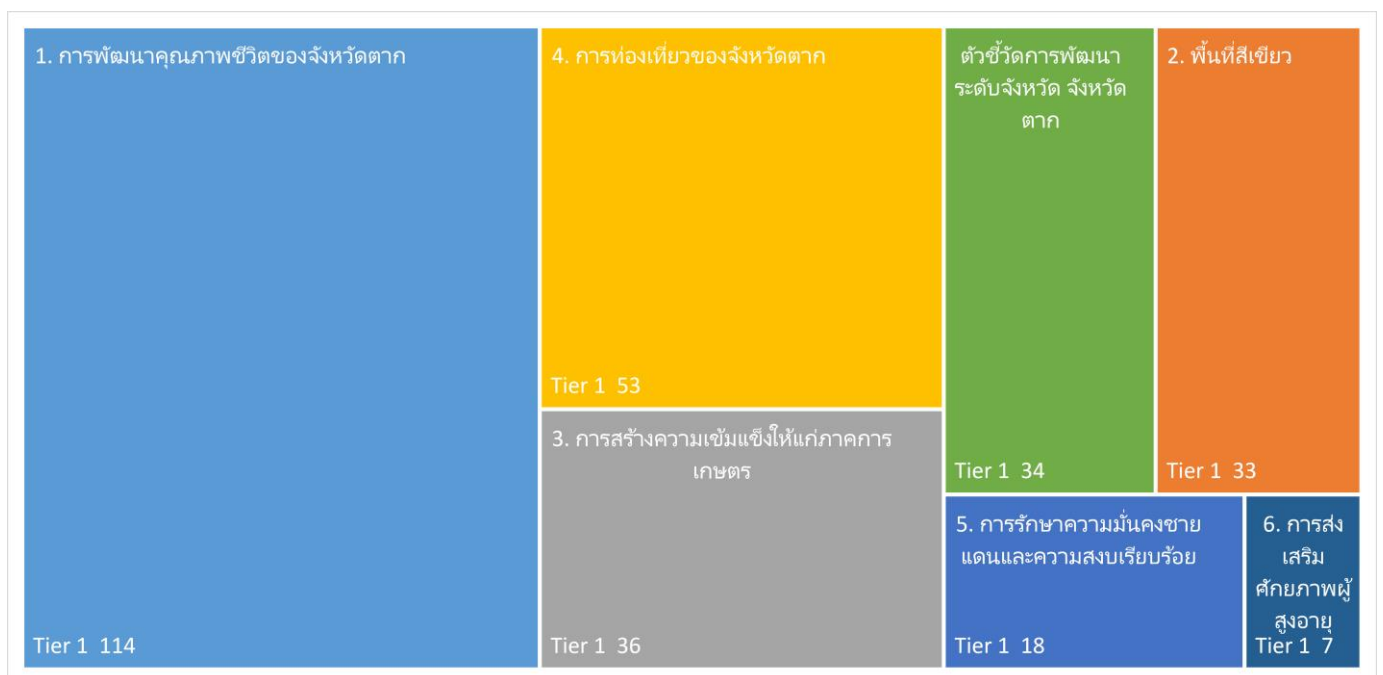 1. การพัฒนาคุณภาพชีวิตของจังหวัดตาก
Tier 1 114
4. การท่องเที่ยวของจังหวัดตาก
Tier 1 53
3. การสร้างความเข้มแข็งให้แก่ภาคการ
เกษตร
Tier 1 36
ตัวชี้วัดการพัฒนา
ระดับจังหวัด จังหวัด
ตาก
Tier 1 34
2. พื้นที่สีเขียว
Tier 1 33
5. การรักษาความมั่นคงชาย
แดนและความสงบเรียบร้อย
Tier 1 18
6. การส่ง
เสริม
ศักยภาพผู้
สูงอายุ
Tier 1 7